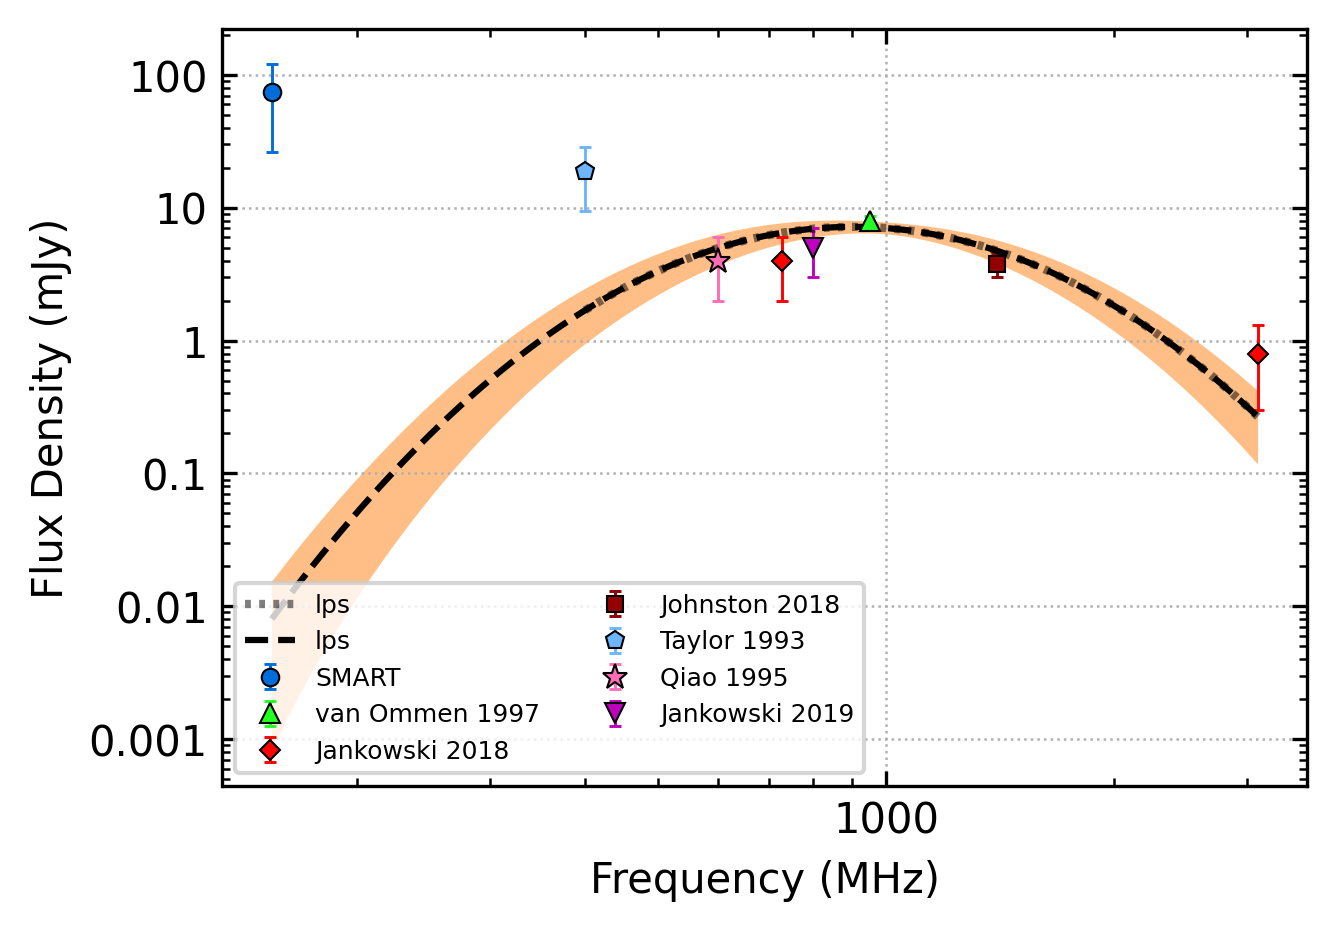 100
10
1
0.1
0.01
0.001
Flux Density (mJy)
lps
lps
SMART
van Ommen 1997
Jankowski 2018
Johnston 2018
Taylor 1993
Qiao 1995
Jankowski 2019
1000
Frequency (MHz)